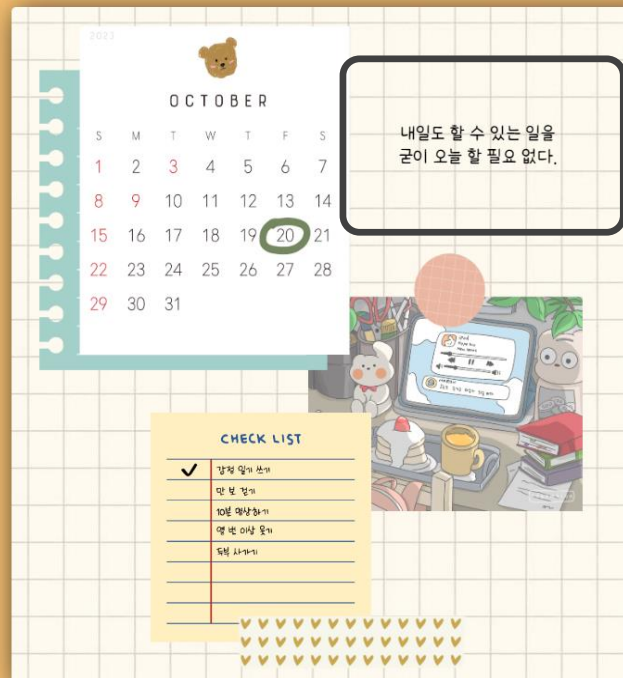 2023
OCTOBER
S M T W T F S
1 2 3 4 5 6 7
8 9 10 11 12 13 14
15 16 17 18 19 20 21
22 23 24 25 26 27 28
29 30 31
내일도 할 수 있는 일을
굳이 오늘 할 필요 없다.
CHECK LIST
감정 일기 쓰기
만 보 걷기
10분 명상하기
열 번 이상 웃기
두부 사가기